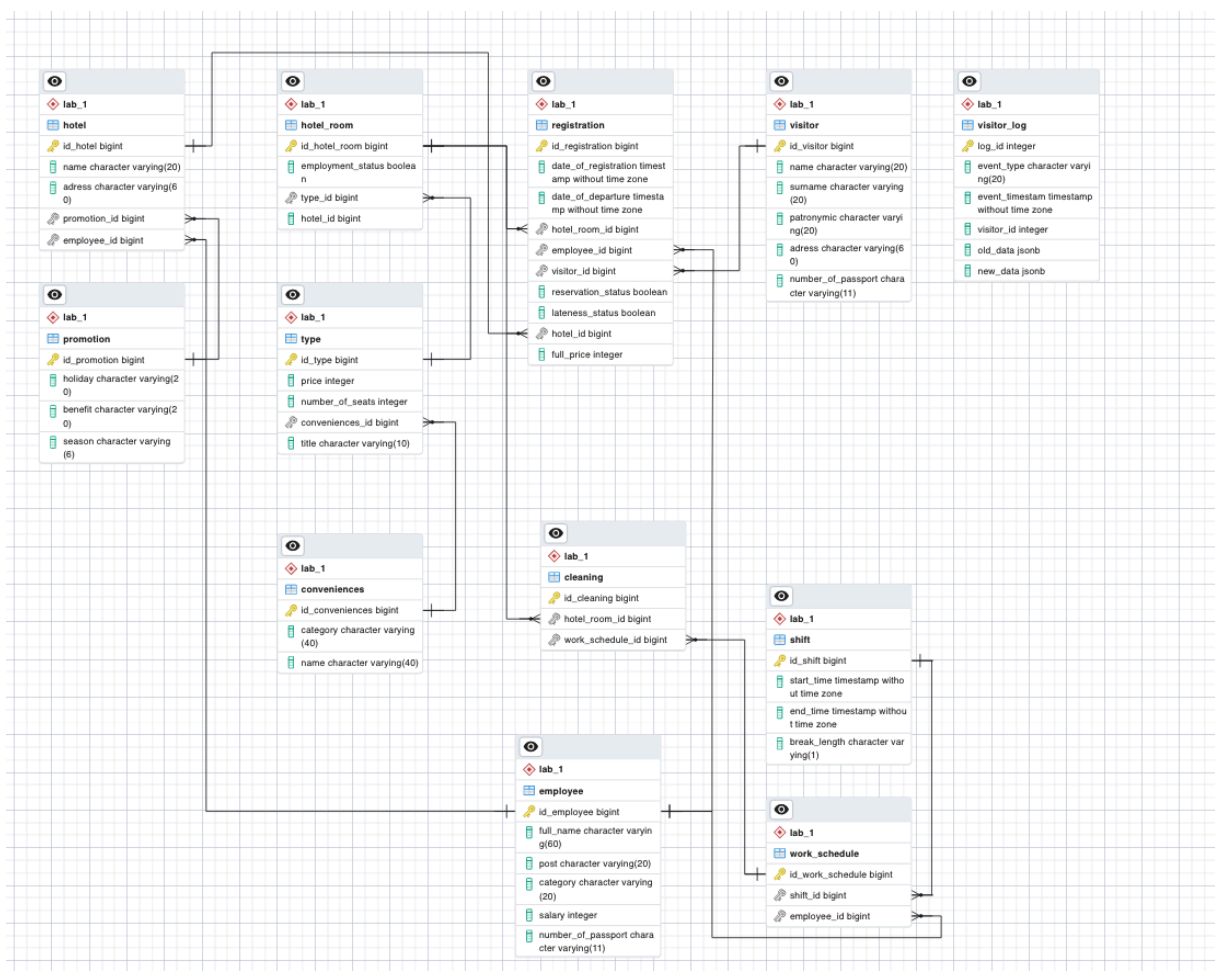 lab_1
hotel
id_hotel bigint
name character varying(20)
adress character varying(6
0)
promotion_id bigint
employee_id bigint
lab_1
hotel_room
id_hotel_room bigint
employment_status boolea
n
type_id bigint
hotel_id bigint
lab_1
registration
id_registration bigint
date_of_registration timest
amp without time zone
date_of_departure timesta
mp without time zone
hotel_room_id bigint
employee_id bigint
visitor_id bigint
reservation_status boolean
lateness_status boolean
hotel_id bigint
full_price integer
lab_1
visitor
id_visitor bigint
name character varying(20)
surname character varying
(20)
patronymic character varyi
ng(20)
adress character varying(6
0)
number_of_passport chara
cter varying(11)
lab_1
visitor_log
log_id integer
event_type character varyi
ng(20)
event_timestam timestamp
without time zone
visitor_id integer
old_data jsonb
new_data jsonb
lab_1
promotion
id_promotion bigint
holiday character varying(2
0)
benefit character varying(2
0)
season character varying
(6)
lab_1
type
id_type bigint
price integer
number_of_seats integer
conveniences_id bigint
title character varying(10)
lab_1
conveniences
id_conveniences bigint
category character varying
(40)
name character varying(40)
lab_1
cleaning
id_cleaning bigint
hotel_room_id bigint
work_schedule_id bigint
lab_1
shift
id_shift bigint
start_time timestamp witho
ut time zone
end_time timestamp withou
t time zone
break_length character var
ying(1)
lab_1
employee
id_employee bigint
full_name character varyin
g(60)
post character varying(20)
category character varying
(20)
salary integer
number_of_passport chara
cter varying(11)
lab_1
work_schedule
id_work_schedule bigint
shift_id bigint
employee_id bigint